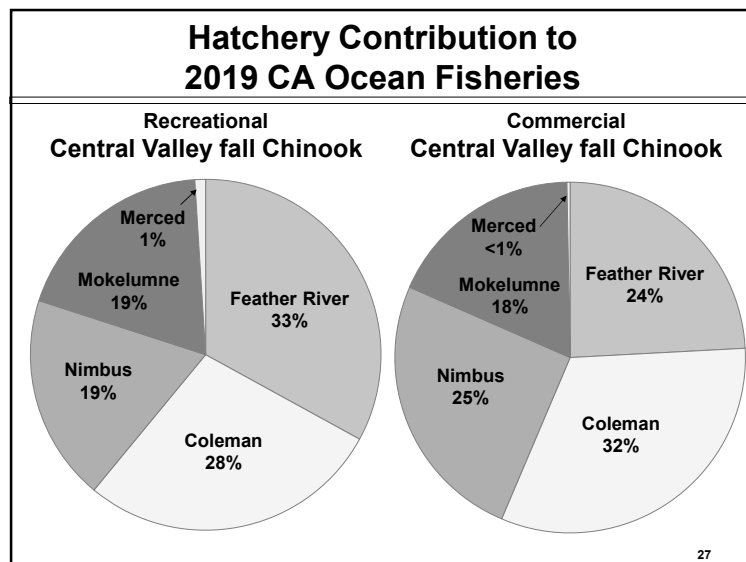 Hatchery Contribution to
2019 CA Ocean Fisheries
Recreational
Central Valley fall Chinook
Merced
1%
Mokelumne
19%
Feather River
33%
Nimbus
19%
Coleman
28%
Commercial
Central Valley fall Chinook
Merced
<1%
Mokelumne
18%
Feather River
24%
Nimbus
25%
Coleman
32%
27